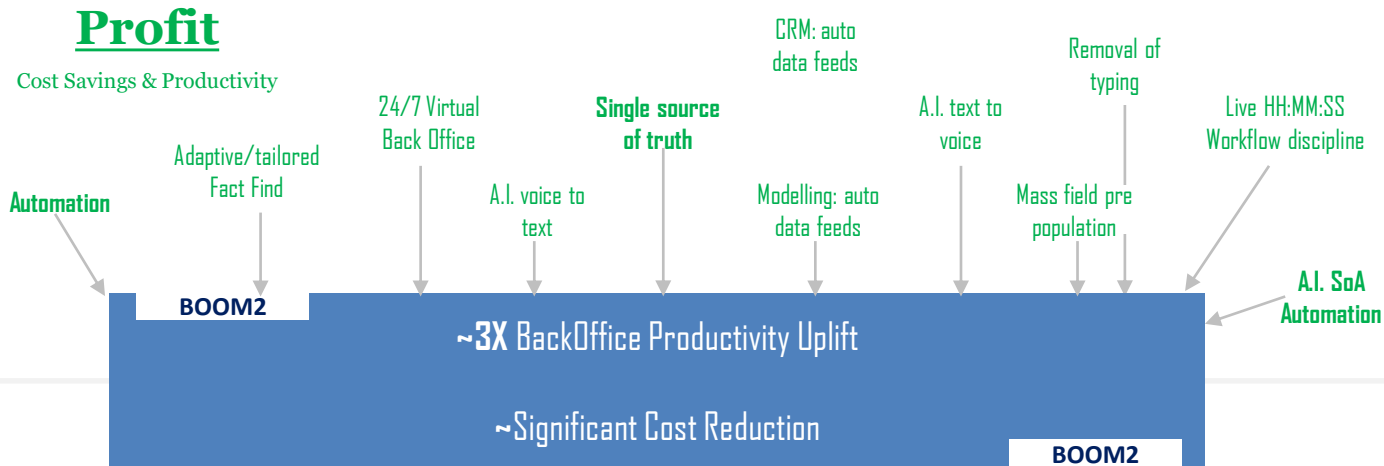 Profit
Cost Savings & Productivity
Automation
Adaptive/tailored
Fact Find
24/7 Virtual
Back Office
A.I. voice to
text
Single source
of truth
CRM: auto
data feeds
Modelling: auto
data feeds
A.I. text to
voice
Removal of
typing
Mass field pre
population
Live HH:MM:SS
Workflow discipline
A.I. SoA
Automation
BOOM2
~3X BackOffice Productivity Uplift
~Significant Cost Reduction
BOOM2